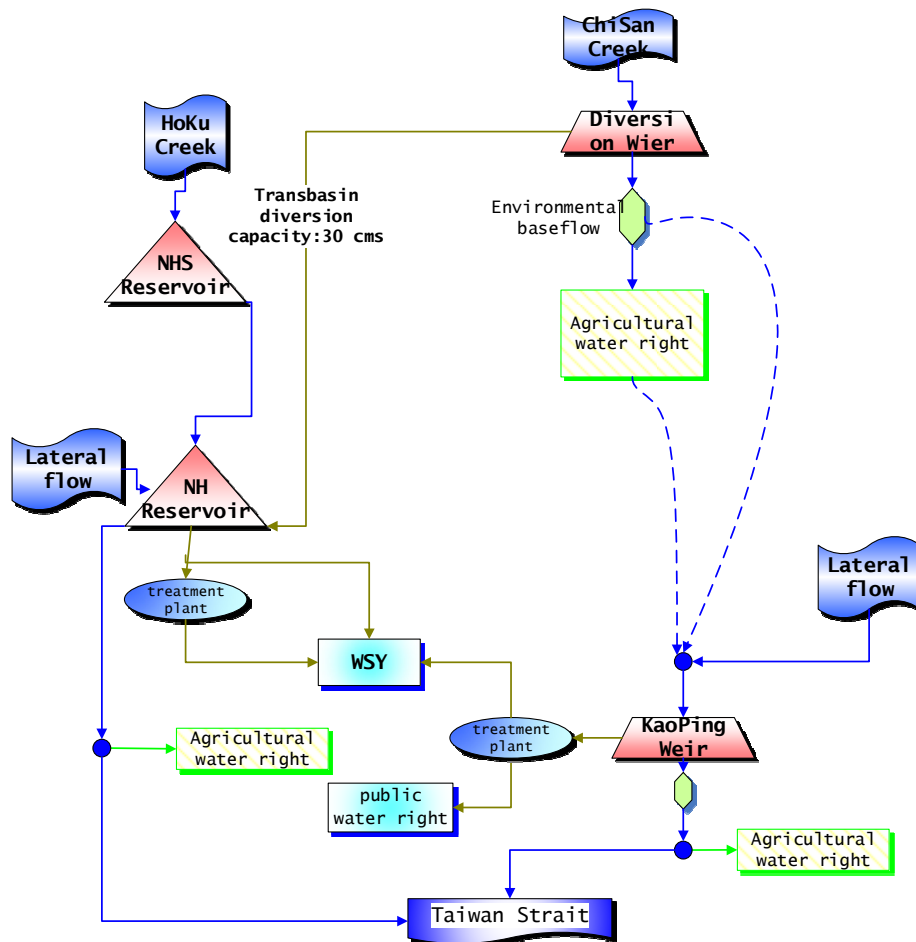 ChiSan
Creek
HoKu
Creek
Diversi
on Wier
Transbasin
diversion
capacity:30 cms
Environmental
baseflow
NHS
Reservoir
Agricultural
water right
Lateral
flow
NH
Reservoir
Lateral
flow
treatment
plant
WSY
KaoPing
Weir
treatment
plant
Agricultural
water right
public
water right
Agricultural
water right
Taiwan Strait